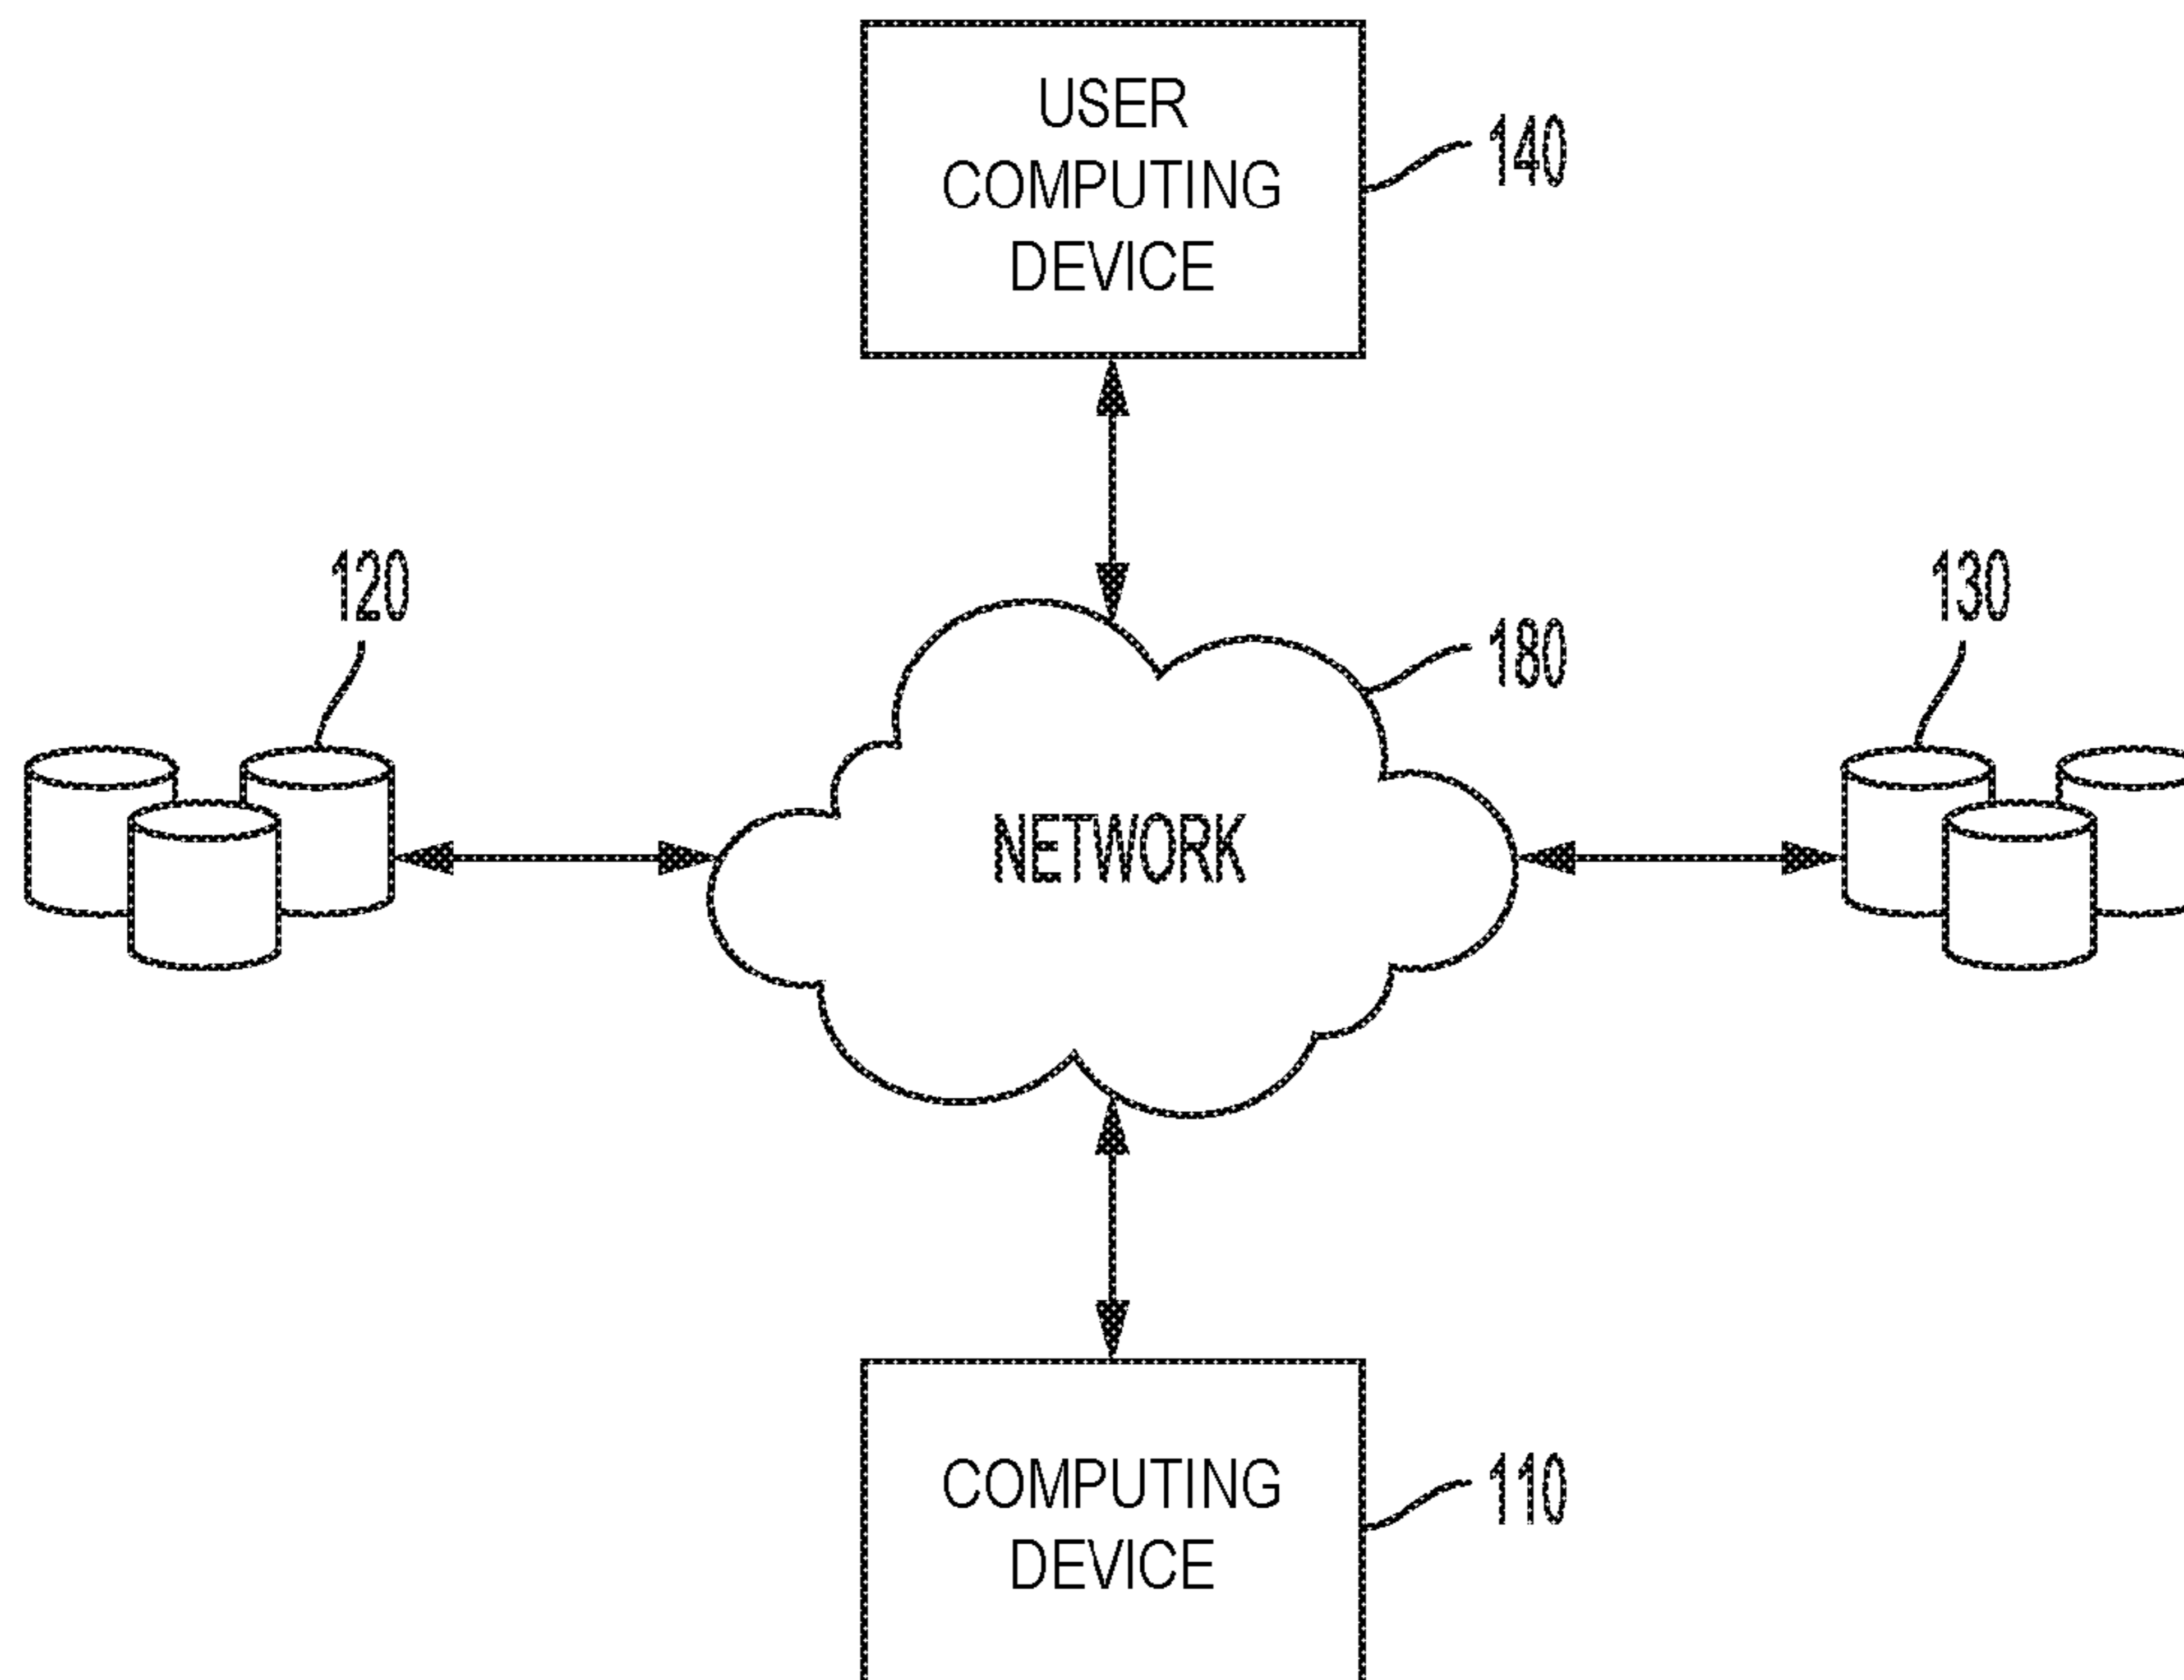 USER
COMPUTING
DEVICE
140
120
130
180
NETWORK
COMPUTING
DEVICE
110